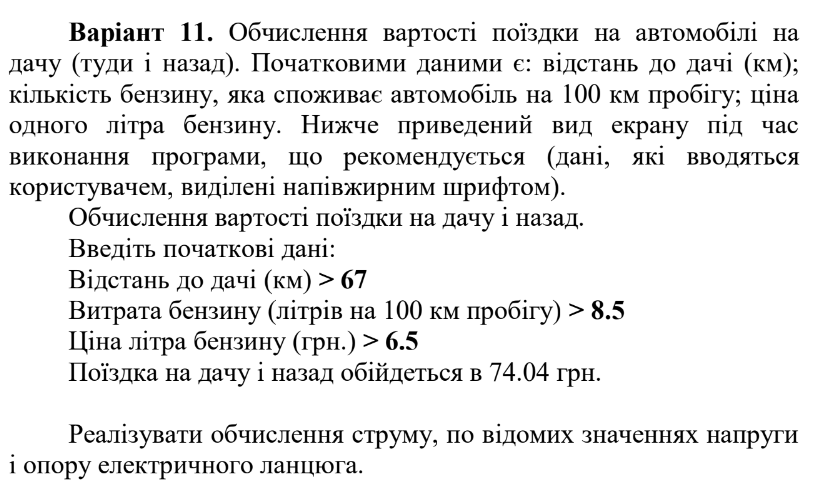 Варіант 11. Обчислення вартості поїздки на автомобілі на
дачу (туди і назад). Початковими даними є: відстань до дачі (км);
кількість бензину, яка споживає автомобіль на 100 км пробігу; ціна
одного літра бензину. Нижче приведений вид екрану під час
виконання програми, що рекомендується (дані, які вводяться
користувачем, виділені напівжирним шрифтом).
Обчислення вартості поїздки на дачу і назад.
Введіть початкові дані:
Відстань до дачі (км) > 67
Витрата бензину (літрів на 100 км пробігу) > 8.5
Ціна літра бензину (грн.) > 6.5
Поїздка на дачу і назад обійдеться в 74.04 грн.
Реалізувати обчислення струму, по відомих значеннях напруги
і опору електричного ланцюга.